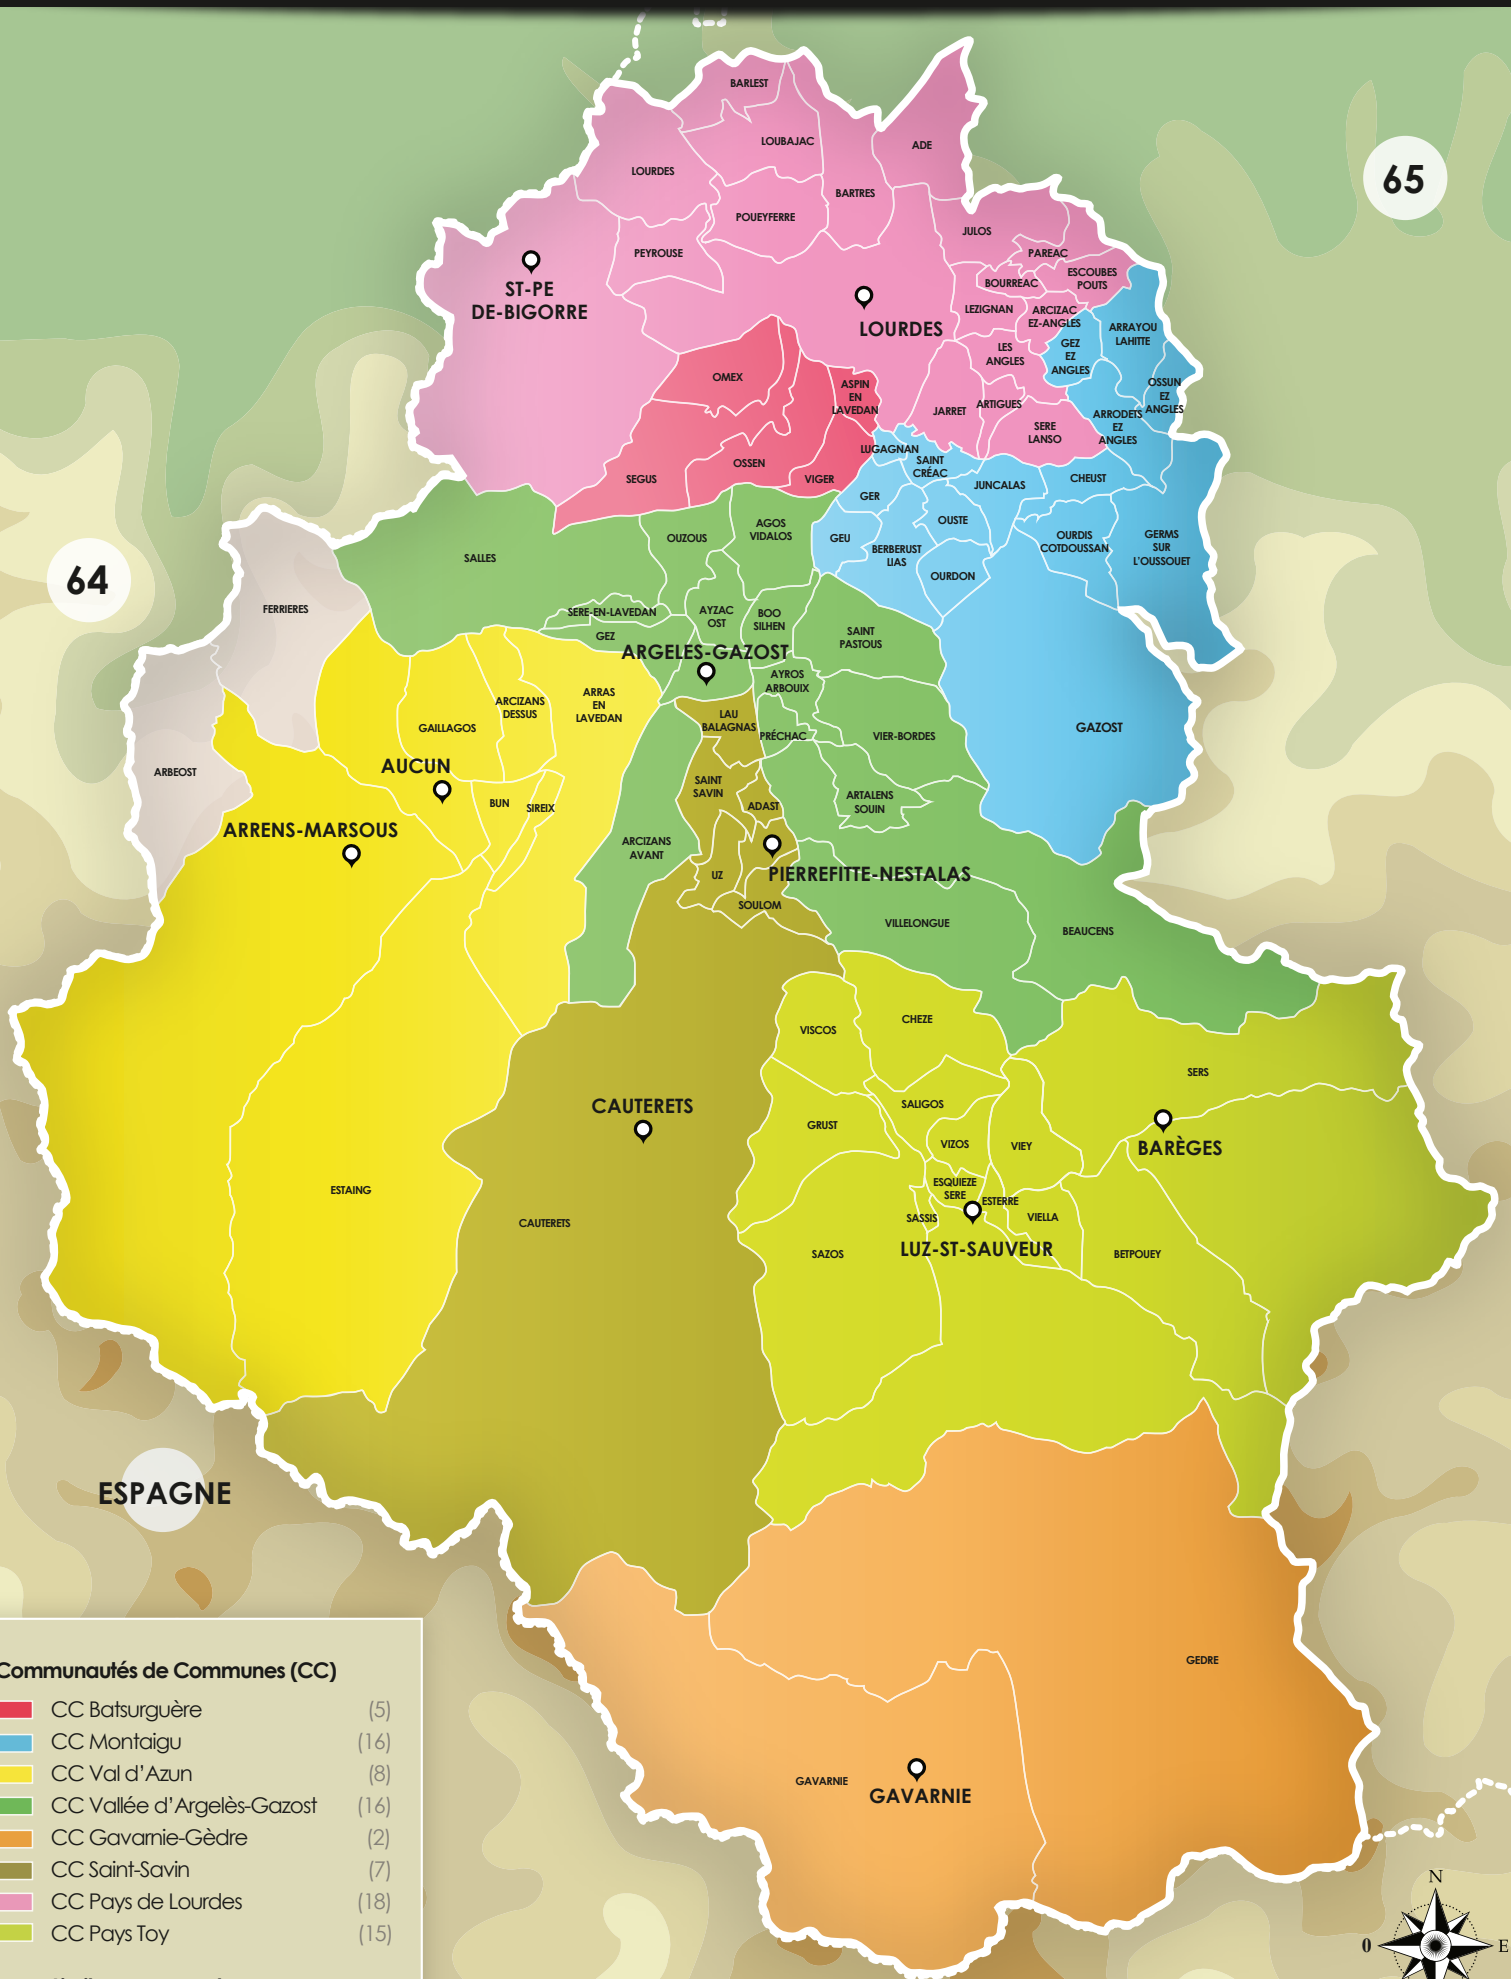 BARLEST
LOUBAJAC
ADE
LOURDES
BARTRES
POUEYFERRE
65
JULOS
PEYROUSE
PAREAC
ST-PE
DE-BIGORRE
ESCOUBES
POUTS
BOURREAC
LOURDES
LEZIGNAN
ARCIZAC
EZ-ANGLES
ARRAYOU
LAHITTE
GEZ
EZ
ANGLES
LES
ANGLES
OMEX
ASPIN
EN
LAVEDAN
OSSUN
EZ
ANGLES
JARRET
ARTIGUES
ARRODETS
EZ
ANGLES
SERE
LANSO
LUGAGNAN
SAINT
CRÉAC
OSSEN
SEGUS
VIGER
JUNCALAS
CHEUST
GER
AGOS
VIDALOS
OUSTE
OUZOUS
GEU
OURDIS
COTDOUSSAN
GERMS
SUR
L'OUSSOUET
BERBERUST
LIAS
SALLES
OURDON
64
FERRIERES
SERE-EN-LAVEDAN
AYZAC
OST
BOO
SILHEN
GEZ
SAINT
PASTOUS
ARGELES-GAZOST
AYROS
ARBOUIX
ARCIZANS
DESSUS
ARRAS
EN
LAVEDAN
LAU
BALAGNAS
GAILLAGOS
PRÉCHAC
VIER-BORDES
GAZOST
AUCUN
ARBEOST
SAINT
SAVIN
BUN
SIREIX
ADAST
ARTALENS
SOUIN
ARRENS-MARSOUS
ARCIZANS
AVANT
UZ
PIERREFITTE-NESTALAS
SOULOM
VILLELONGUE
BEAUCENS
VISCOS
CHEZE
SERS
CAUTERETS
SALIGOS
GRUST
VIZOS
VIEY
BARÈGES
ESTAING
ESQUIEZE
SERE
ESTERRE
CAUTERETS
SASSIS
VIELLA
SAZOS
LUZ-ST-SAUVEUR
BETPOUEY
ESPAGNE
GEDRE
GAVARNIE
GAVARNIE
Communautés de Communes (CC)
CC Batsurguère (5)
CC Montaigu (16)
CC Val d'Azun (8)
CC Vallée d'Argelès-Gazost (16)
CC Gavarnie-Gèdre (2)
CC Saint-Savin (7)
CC Pays de Lourdes (18)
CC Pays Toy (15)
N
0
E